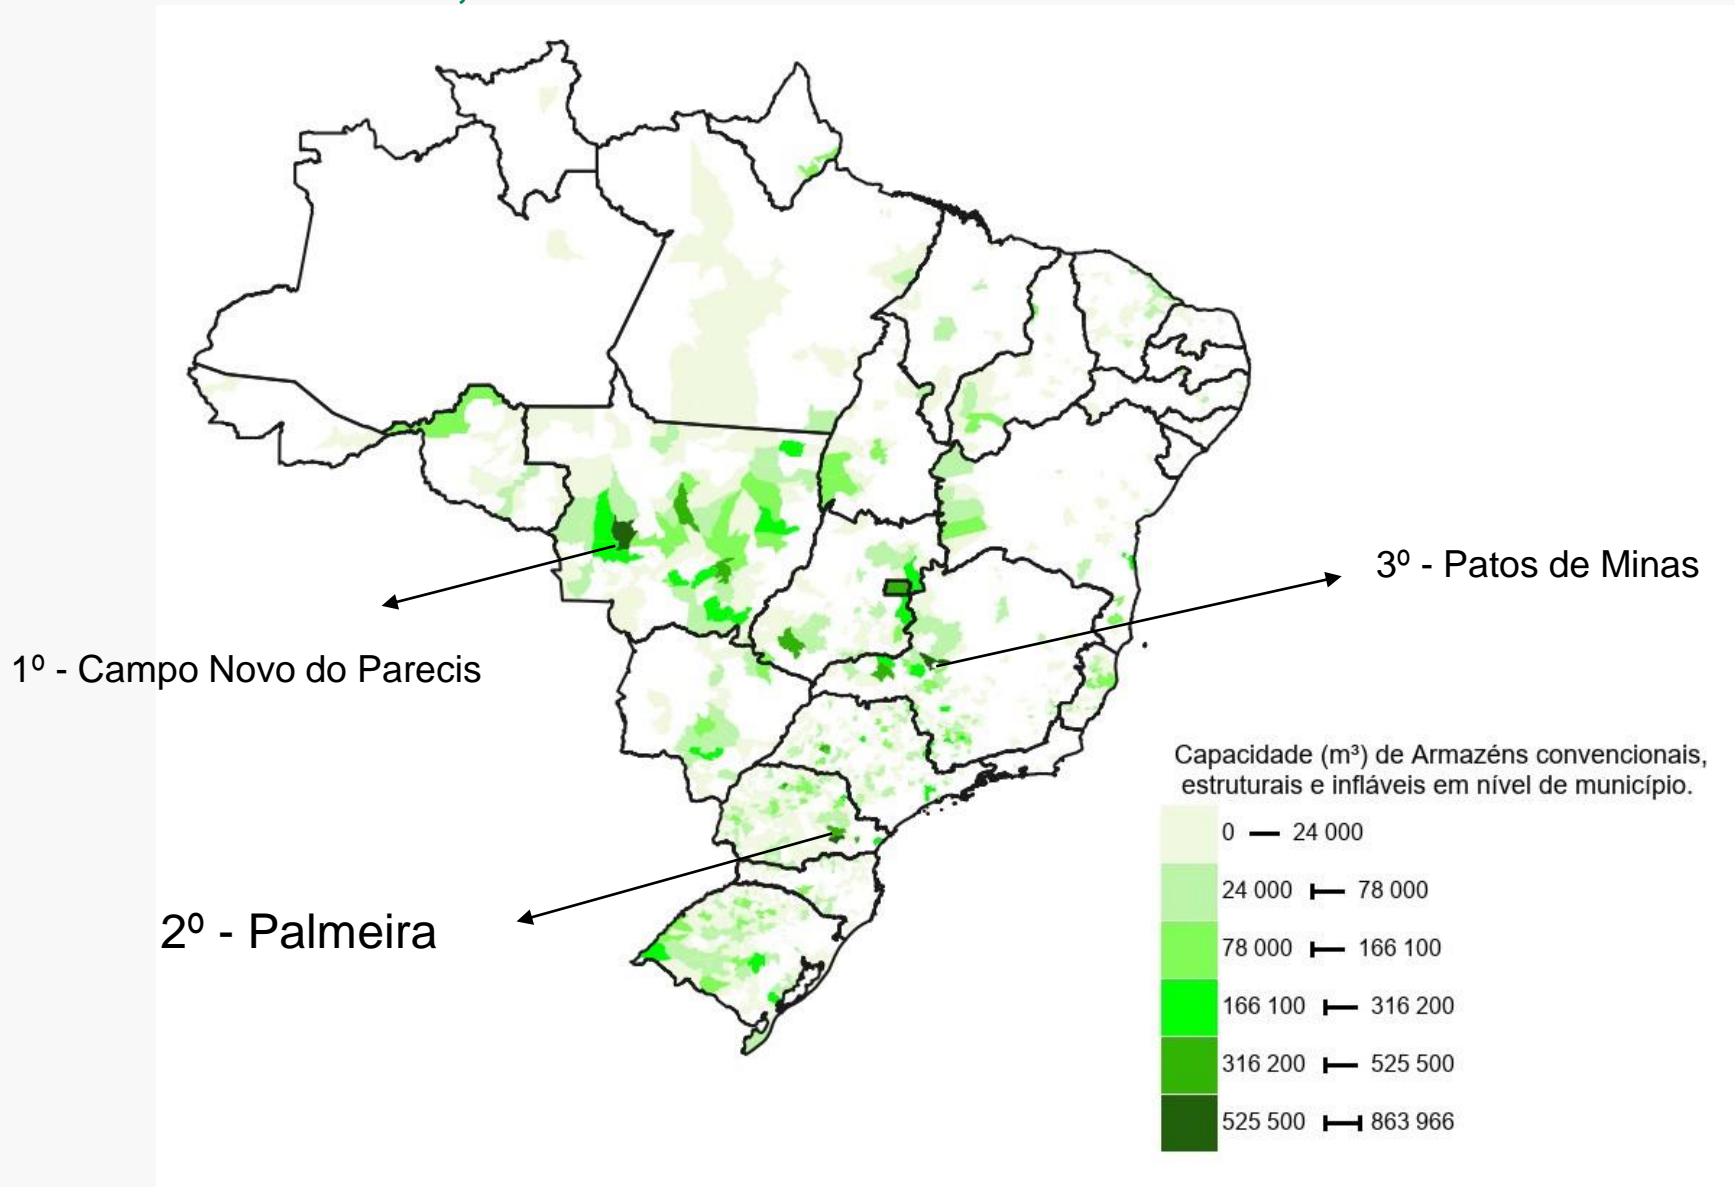 3º - Patos de Minas
1º - Campo Novo do Parecis
2º - Palmeira
Capacidade (m³) de Armazéns convencionais,
estruturais e infláveis em nível de município.
0 — 24 000
24 000 ⊢ 78 000
78 000 ⊢ 166 100
166 100 ⊢ 316 200
316 200 ⊢ 525 500
525 500 ⊢⊣ 863 966